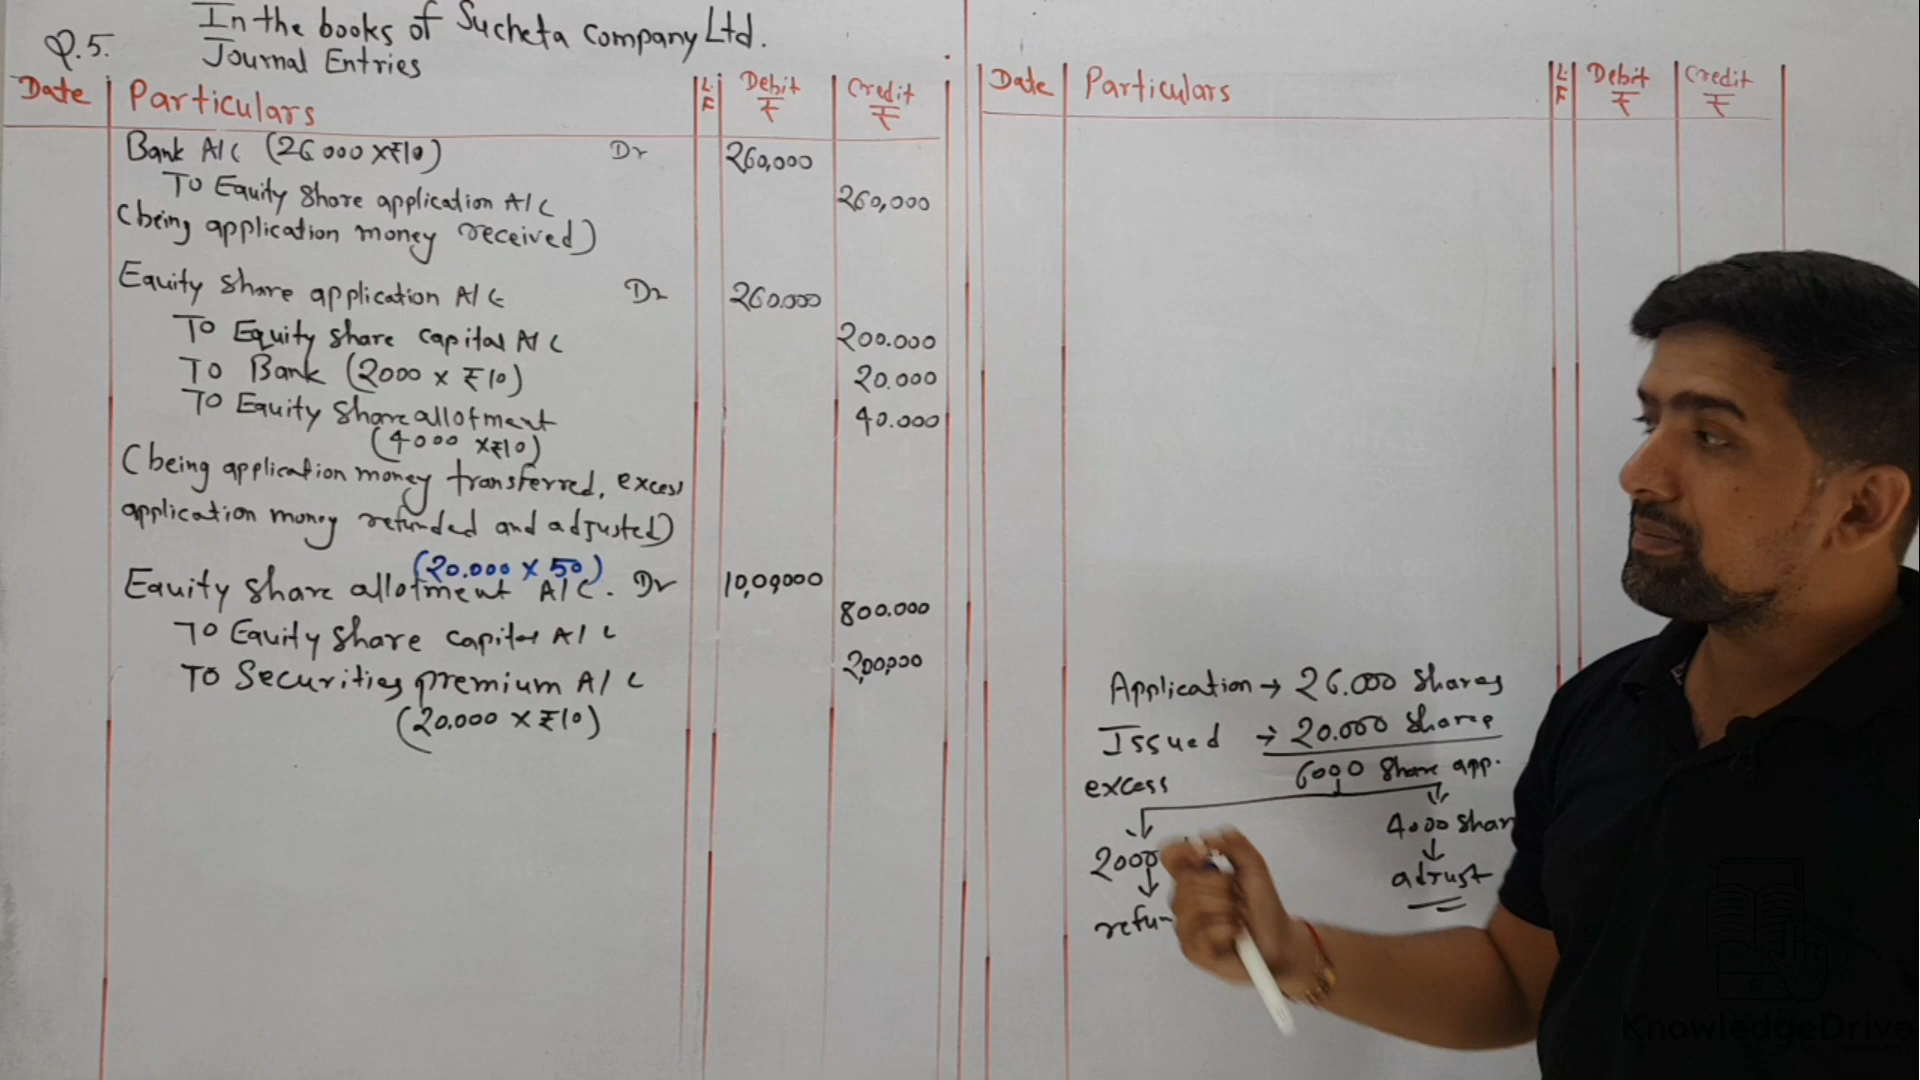 Q.5.
In the books of Sucheta company Ltd.
Journal Entries
Date Particulars L.F Debit ₹ Credit ₹
Bank A/C (26000 x ₹10) Dr 260,000
To Equity Share application A/C 260,000
(being application money received)
Equity share application A/C Dr 260.000
To Equity share capital A/C 200.000
To Bank (2000 x ₹10) 20.000
To Equity Share allotment 40.000
(4000 x ₹10)
(being application money transferred, excess
application money refunded and adjusted)
(20.000 x 50)
Equity share allotment A/C. Dr 10,00,000
To Equity share capital A/C 800.000
To Securities premium A/C 2,00,000
(20.000 x ₹10)
Date Particulars L.F Debit ₹ Credit ₹
Application → 26.000 shares
Issued → 20.000 shares
excess 6000 share app.
4000 shar
2000 adjust
refun
KnowledgeDrive